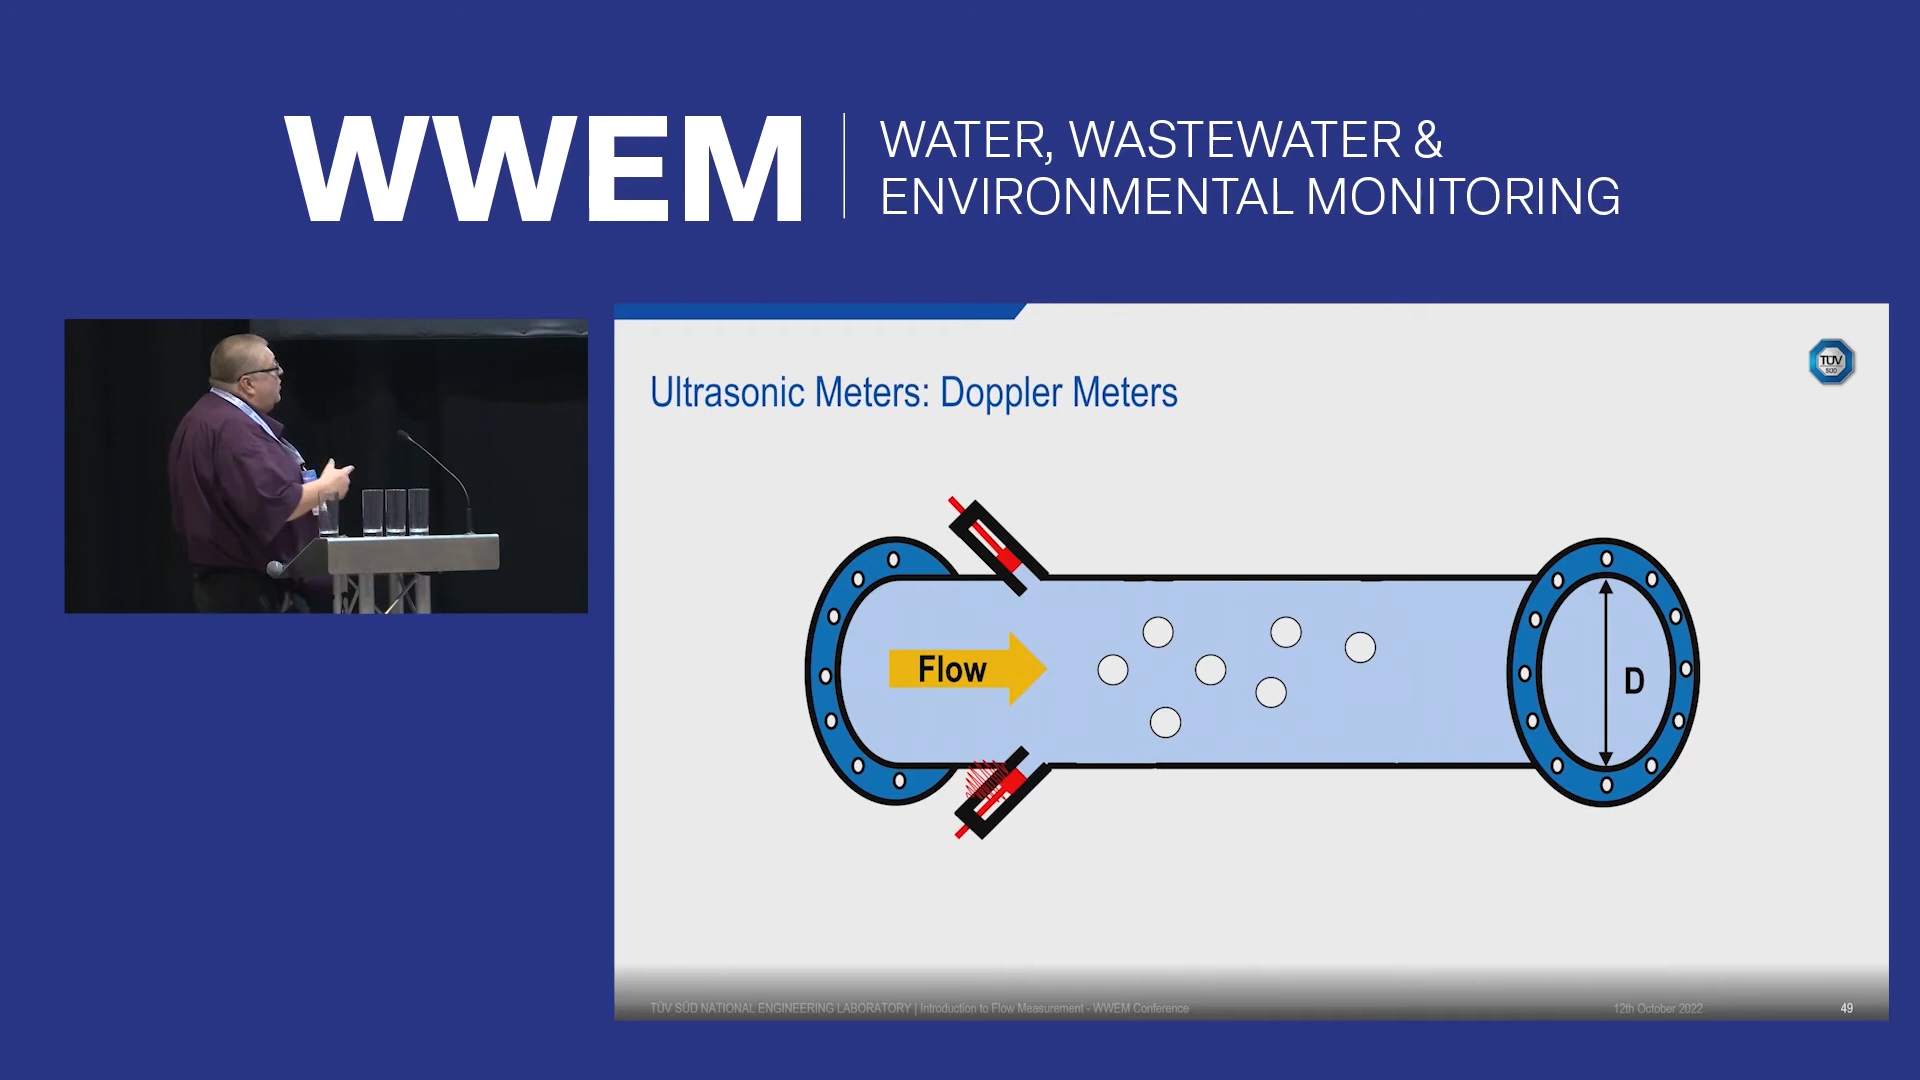 WWEM
WATER, WASTEWATER &
ENVIRONMENTAL MONITORING
TÜV
SÜD
Ultrasonic Meters: Doppler Meters
Flow
D
TÜV SÜD NATIONAL ENGINEERING LABORATORY | Introduction to Flow Measurement - WWEM Conference
12th October 2022
49